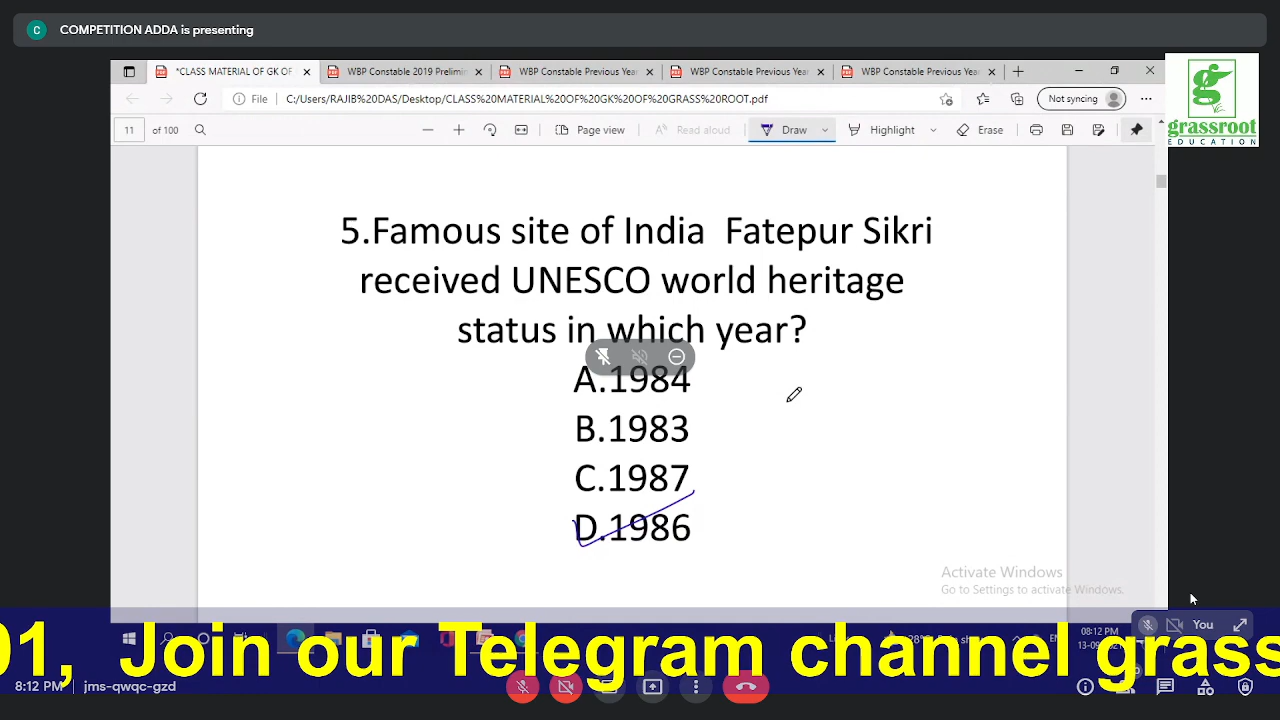 C COMPETITION ADDA is presenting
*CLASS MATERIAL OF GK OF
WBP Constable 2019 Prelimin
WBP Constable Previous Year
WBP Constable Previous Year
WBP Constable Previous Year
File C:/Users/RAJIB%20DAS/Desktop/CLASS%20MATERIAL%20OF%20GK%20OF%20GRASS%20ROOT.pdf
Not syncing
11 of 100
Page view
Read aloud
Draw
Highlight
Erase
grassroot
EDUCATION
5.Famous site of India Fatepur Sikri
received UNESCO world heritage
status in which year?
A.1984
B.1983
C.1987
D.1986
Activate Windows
Go to Settings to activate Windows.
You
08:12 PM
01, Join our Telegram channel grass
8:12 PM jms-qwqc-gzd